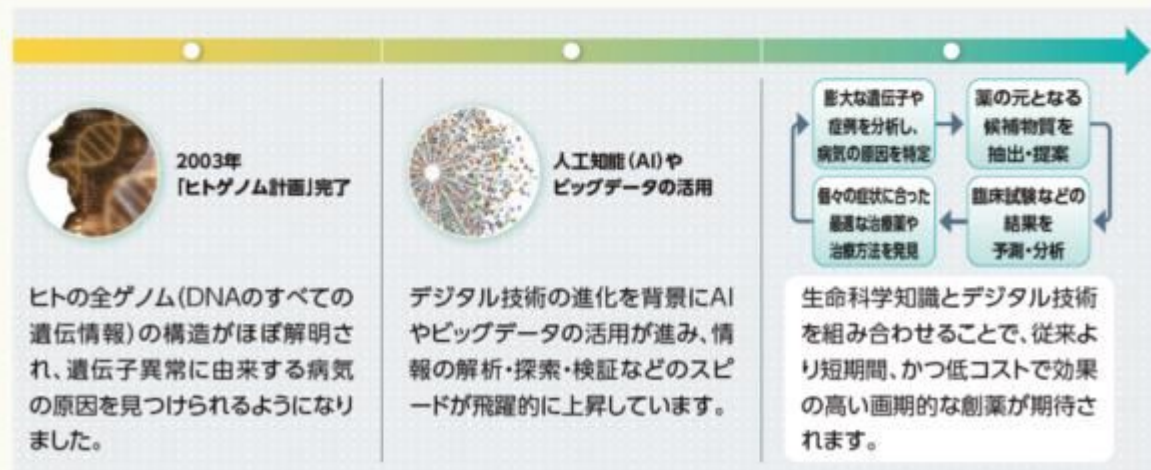 2003年
「ヒトゲノム計画」完了
ヒトの全ゲノム(DNAのすべての
遺伝情報)の構造がほぼ解明さ
れ、遺伝子異常に由来する病気
の原因を見つけられるようになり
ました。
人工知能(AI)や
ビッグデータの活用
デジタル技術の進化を背景にAI
やビッグデータの活用が進み、情
報の解析・探索・検証などのスピ
ードが飛躍的に上昇しています。
膨大な遺伝子や
症例を分析し、
病気の原因を特定
薬の元となる
候補物質を
抽出・提案
臨床試験などの
結果を
予測・分析
個々の症状に合った
最適な治療薬や
治療方法を発見
生命科学知識とデジタル技術
を組み合わせることで、従来よ
り短期間、かつ低コストで効果
の高い画期的な創薬が期待さ
れます。